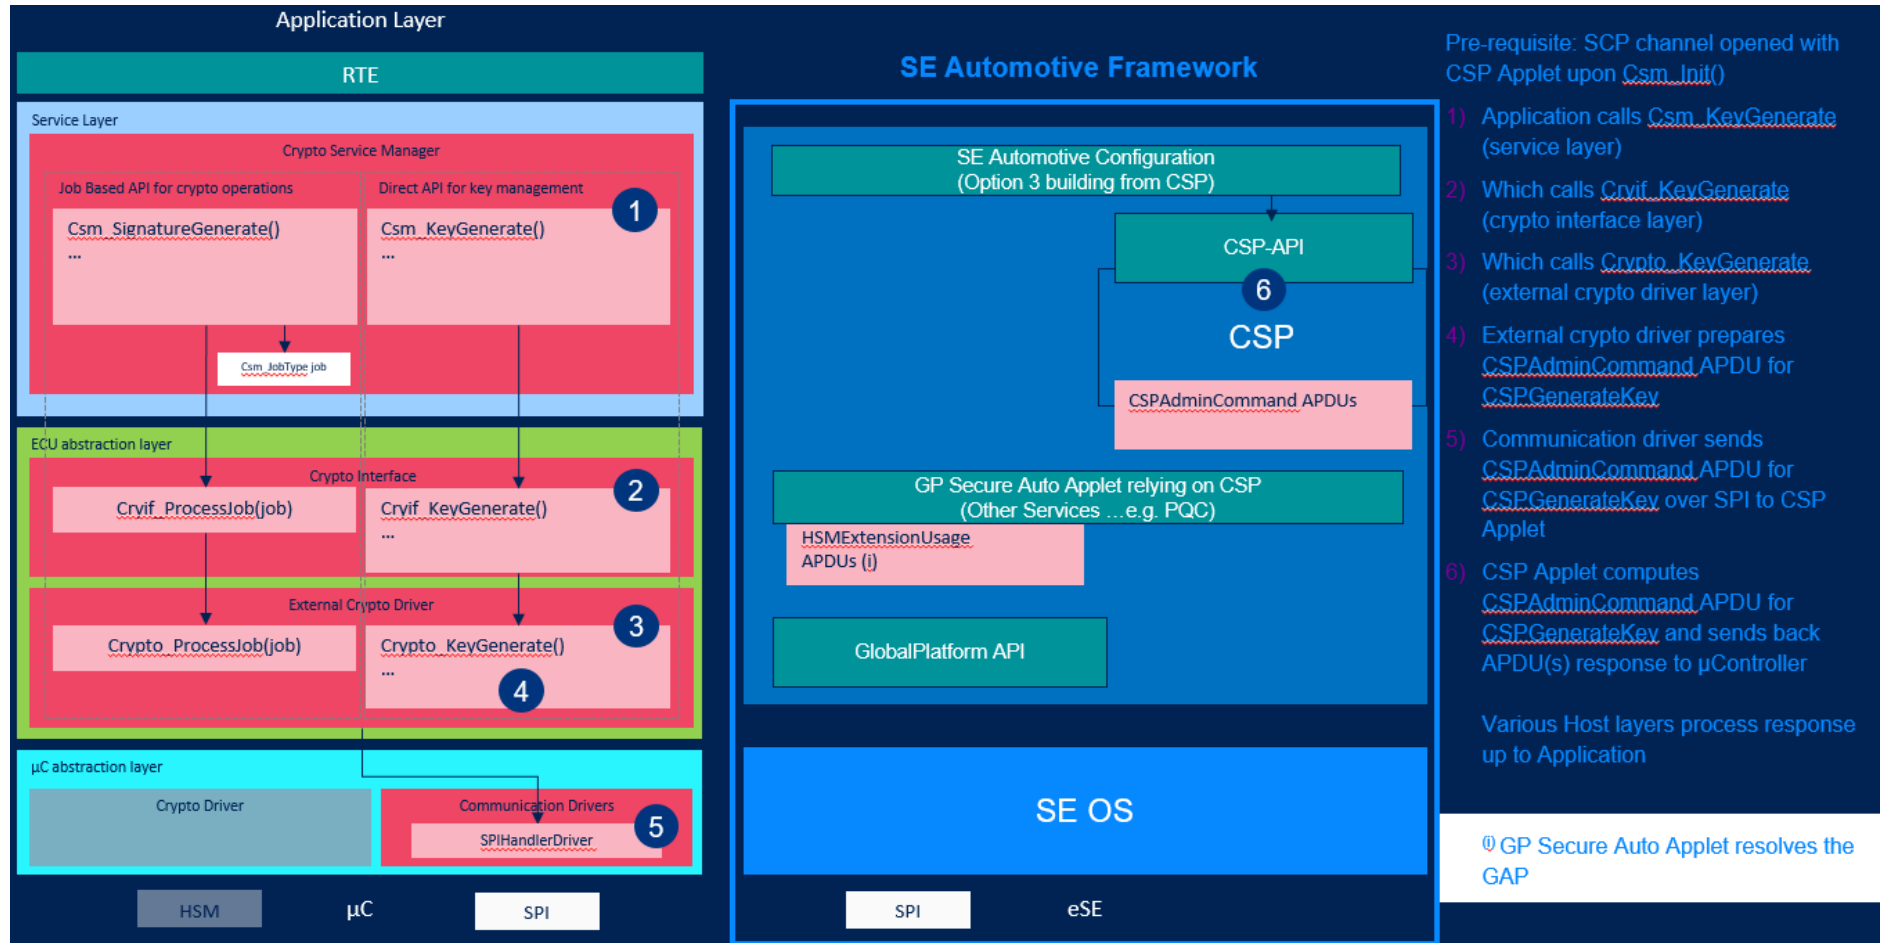 Application Layer
RTE
Service Layer
Crypto Service Manager
Job Based API for crypto operations
Direct API for key management
1
Csm_SignatureGenerate()
...
Csm_KeyGenerate()
...
Csm_JobType job
ECU abstraction layer
Crypto Interface
2
Cryif_ProcessJob(job)
Cryif_KeyGenerate()
...
External Crypto Driver
3
Crypto_ProcessJob(job)
Crypto_KeyGenerate()
...
4
µC abstraction layer
Crypto Driver
Communication Drivers
SPIHandlerDriver
5
HSM
µC
SPI
SE Automotive Framework
SE Automotive Configuration
(Option 3 building from CSP)
CSP-API
6
CSP
CSPAdminCommand APDUs
GP Secure Auto Applet relying on CSP
(Other Services ...e.g. PQC)
HSMExtensionUsage
APDUs (i)
GlobalPlatform API
SE OS
SPI
eSE
Pre-requisite: SCP channel opened with
CSP Applet upon Csm_Init()
1) Application calls Csm_KeyGenerate
(service layer)
2) Which calls Cryif_KeyGenerate
(crypto interface layer)
3) Which calls Crypto_KeyGenerate
(external crypto driver layer)
4) External crypto driver prepares
CSPAdminCommand APDU for
CSPGenerateKey
5) Communication driver sends
CSPAdminCommand APDU for
CSPGenerateKey over SPI to CSP
Applet
6) CSP Applet computes
CSPAdminCommand APDU for
CSPGenerateKey and sends back
APDU(s) response to µController
Various Host layers process response
up to Application
(i) GP Secure Auto Applet resolves the
GAP